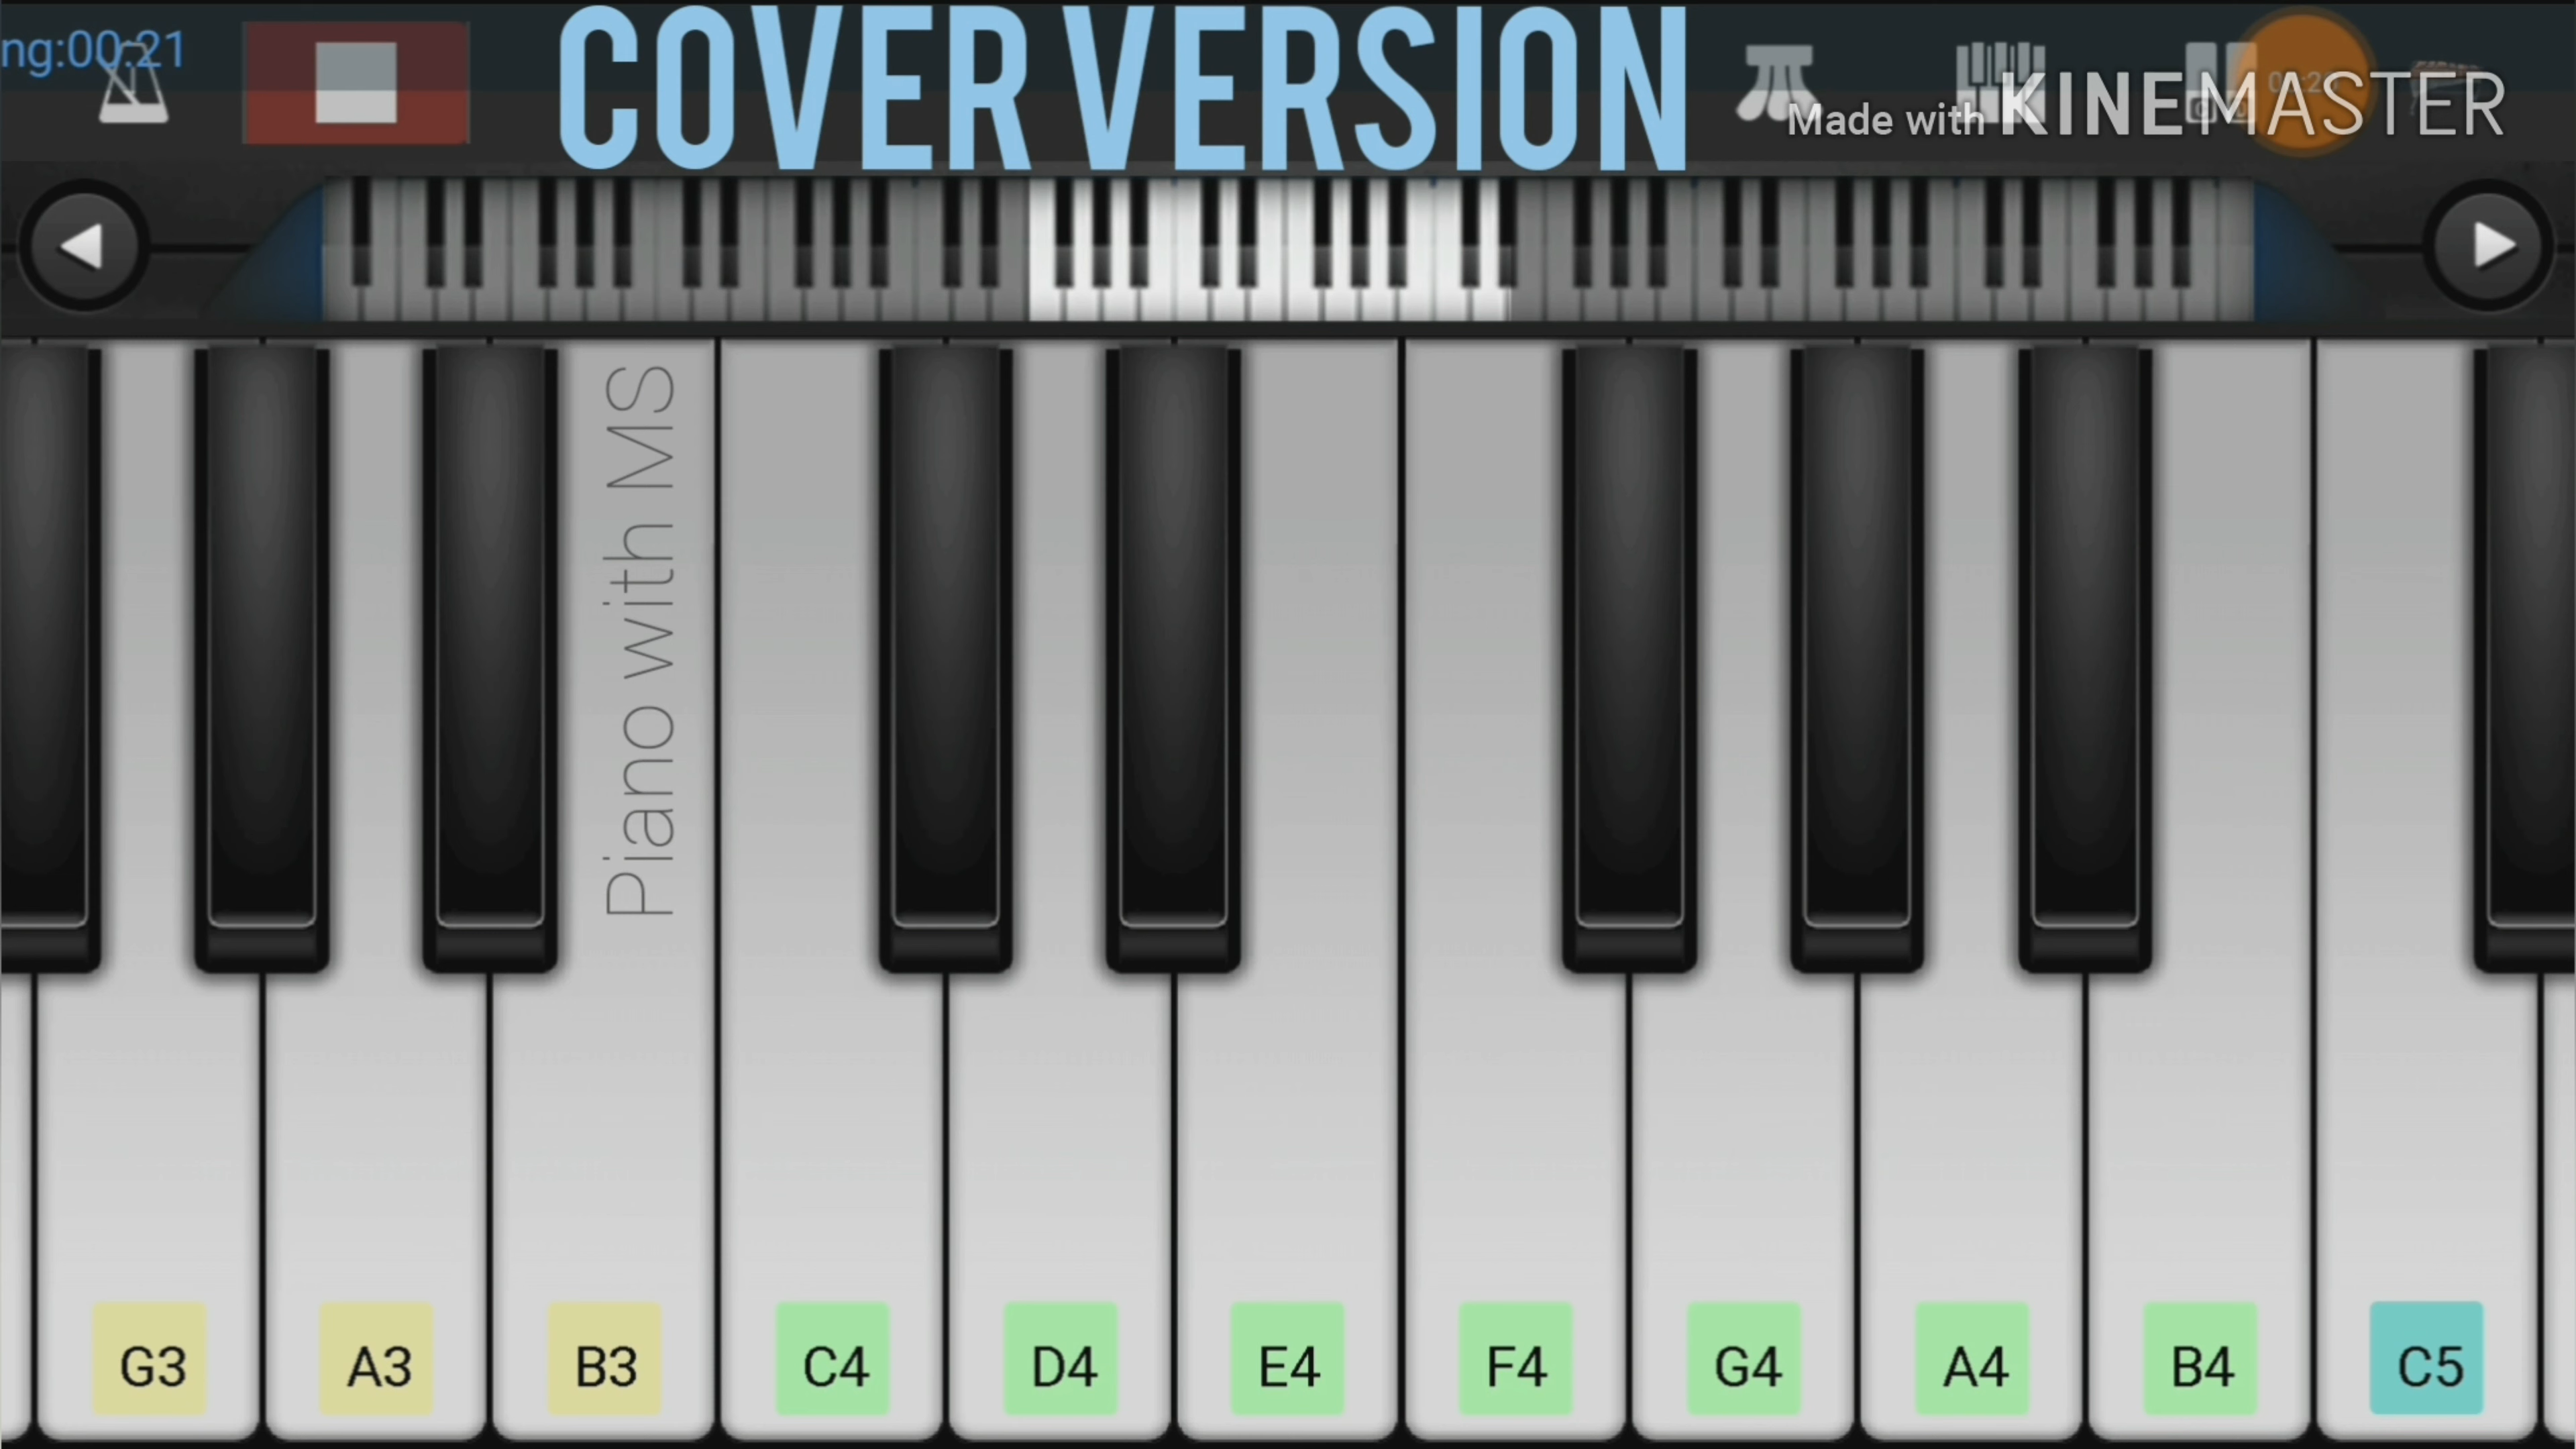 ng:00:21
COVER VERSION
Made with KINEMASTER
Piano with MS
G3
A3
B3
C4
D4
E4
F4
G4
A4
B4
C5